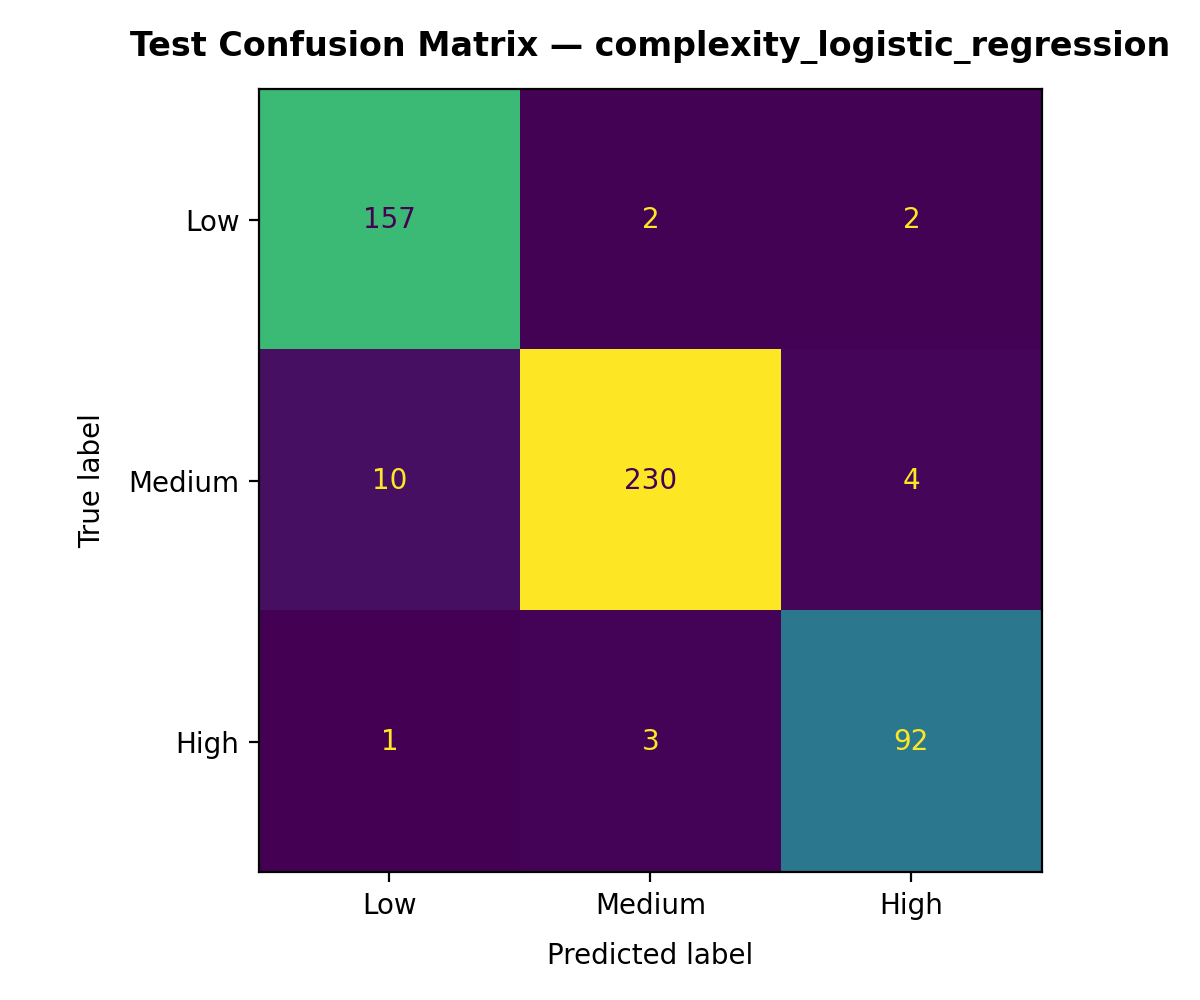 Test Confusion Matrix — complexity_logistic_regression
Low 157 2 2
Medium 10 230 4
High 1 3 92
True label
Low Medium High
Predicted label